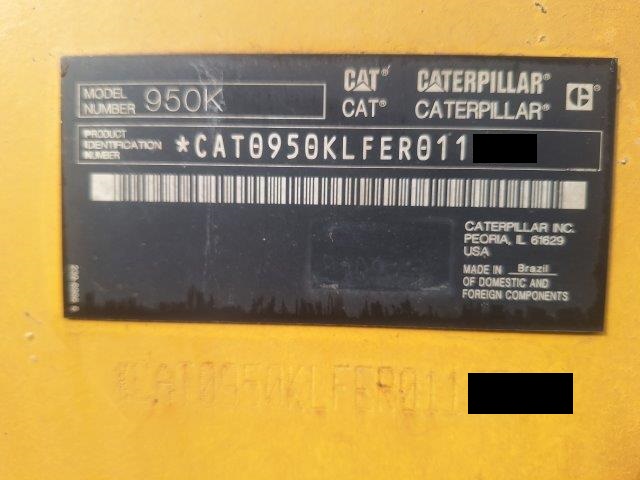 MODEL NUMBER 950K
CAT® CATERPILLAR®
CAT® CATERPILLAR®
C
PRODUCT
IDENTIFICATION
NUMBER
*CAT0950KLFER011
CATERPILLAR INC.
PEORIA, IL 61629
USA
MADE IN Brazil
OF DOMESTIC AND
FOREIGN COMPONENTS
*CAT0950KLFER011